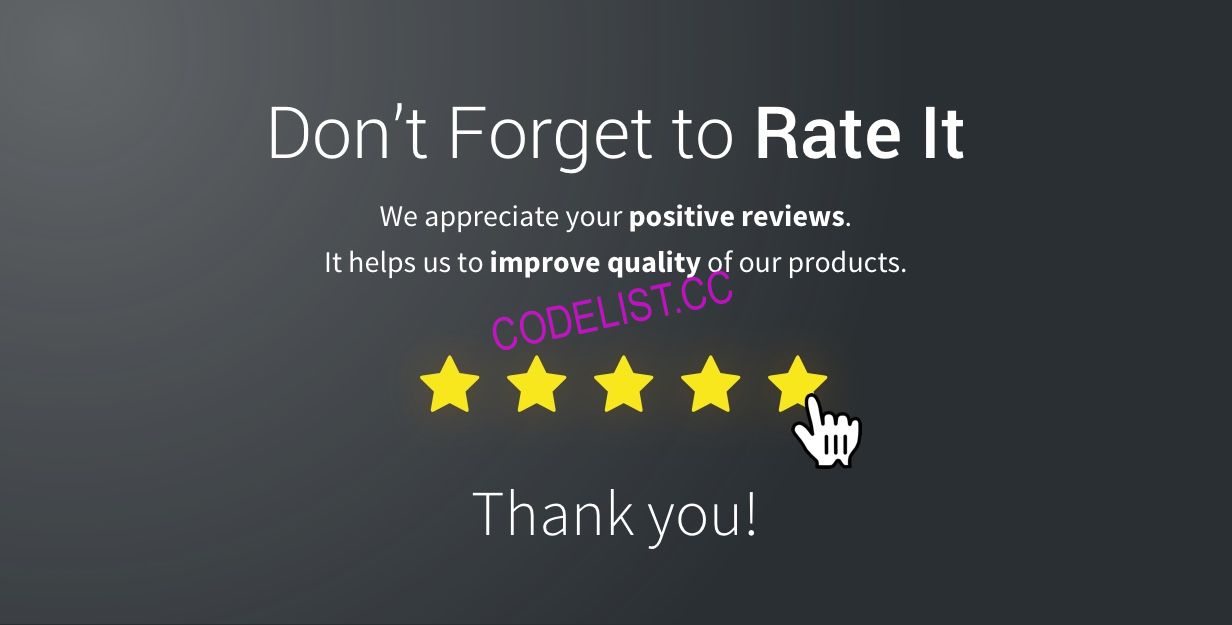 Don’t Forget to Rate It
We appreciate your positive reviews.
It helps us to improve quality of our products.
CODELIST.CC
Thank you!